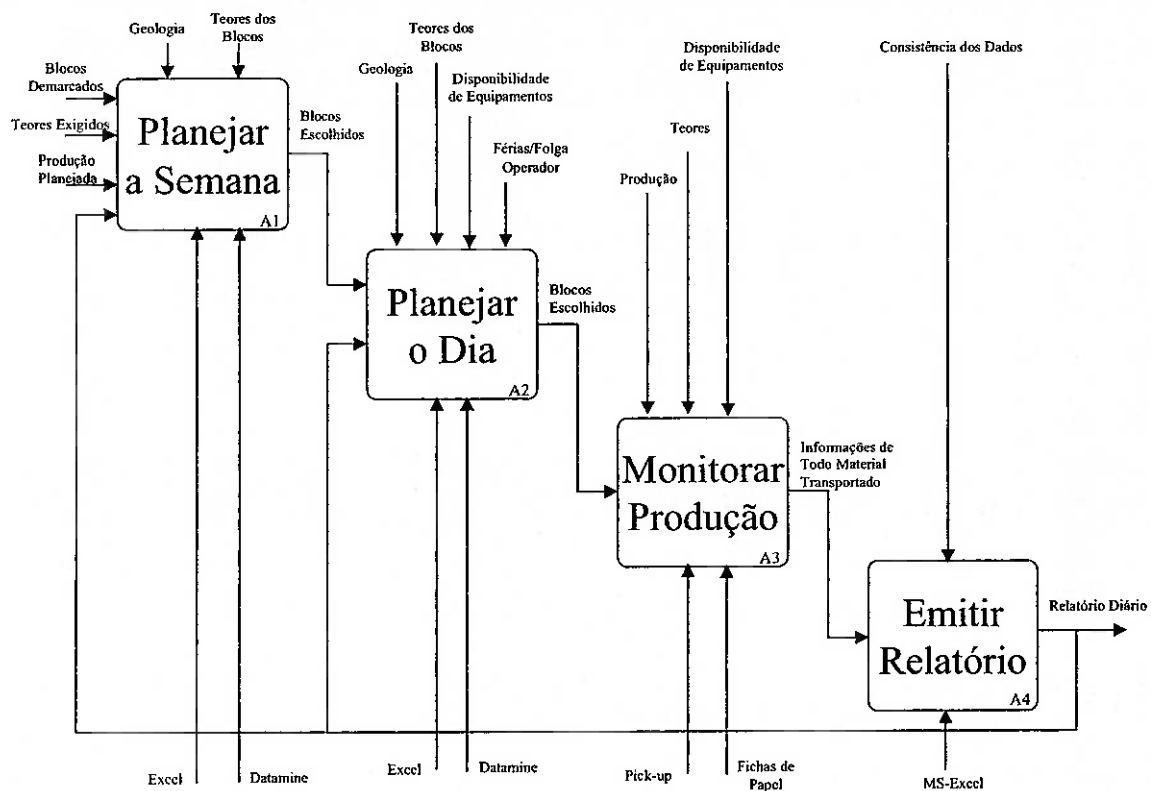 Geologia
Teores dos
Blocos
Blocos
Demarcados
Teores Exigidos
Produção
Planejada
Planejar
a Semana
A1
Blocos
Escolhidos
Geologia
Teores dos
Blocos
Disponibilidade
de Equipamentos
Férias/Folga
Operador
Planejar
o Dia
A2
Blocos
Escolhidos
Produção
Teores
Disponibilidade
de Equipamentos
Monitorar
Produção
A3
Informações de
Todo Material
Transportado
Consistência dos Dados
Emitir
Relatório
A4
Relatório Diário
Excel
Datamine
Excel
Datamine
Pick-up
Fichas de
Papel
MS-Excel